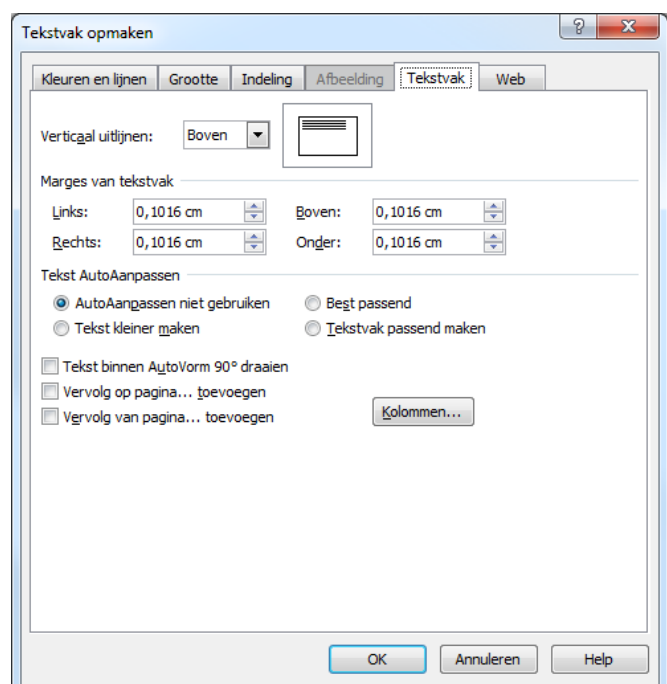 Tekstvak opmaken
Kleuren en lijnen Grootte Indeling Afbeelding Tekstvak Web
Verticaal uitlijnen: Boven
Marges van tekstvak
Links: 0,1016 cm Boven: 0,1016 cm
Rechts: 0,1016 cm Onder: 0,1016 cm
Tekst AutoAanpassen
AutoAanpassen niet gebruiken Best passend
Tekst kleiner maken Tekstvak passend maken
Tekst binnen AutoVorm 90° draaien
Vervolg op pagina... toevoegen
Vervolg van pagina... toevoegen Kolommen...
OK Annuleren Help